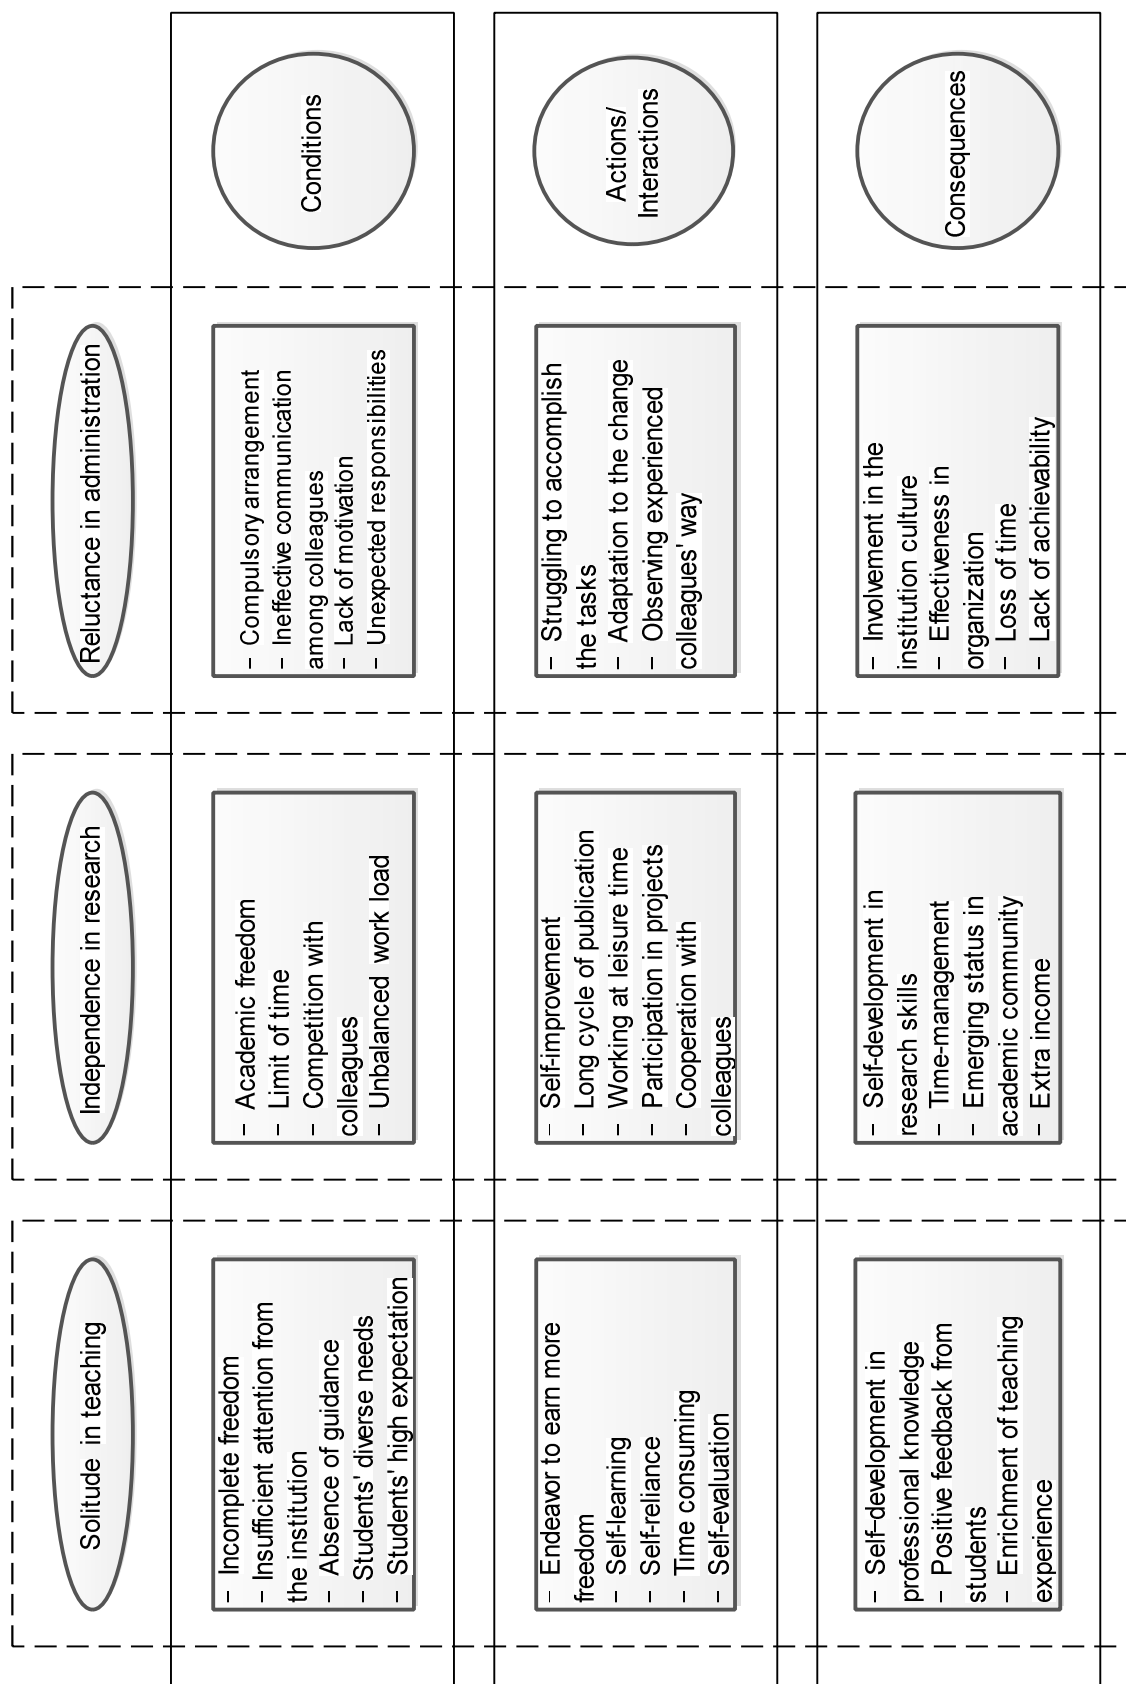 Solitude in teaching
Independence in research
Reluctance in administration
– Incomplete freedom
– Insufficient attention from
the institution
– Absence of guidance
– Students' diverse needs
– Students' high expectation
– Academic freedom
– Limit of time
– Competition with
colleagues
– Unbalanced work load
– Compulsory arrangement
– Ineffective communication
among colleagues
– Lack of motivation
– Unexpected responsibilities
Conditions
– Endeavor to earn more
freedom
– Self-learning
– Self-reliance
– Time consuming
– Self-evaluation
– Self-improvement
– Long cycle of publication
– Working at leisure time
– Participation in projects
– Cooperation with
colleagues
– Struggling to accomplish
the tasks
– Adaptation to the change
– Observing experienced
colleagues' way
Actions/
Interactions
– Self–development in
professional knowledge
– Positive feedback from
students
– Enrichment of teaching
experience
– Self-development in
research skills
– Time-management
– Emerging status in
academic community
– Extra income
– Involvement in the
institution culture
– Effectiveness in
organization
– Loss of time
– Lack of achievability
Consequences